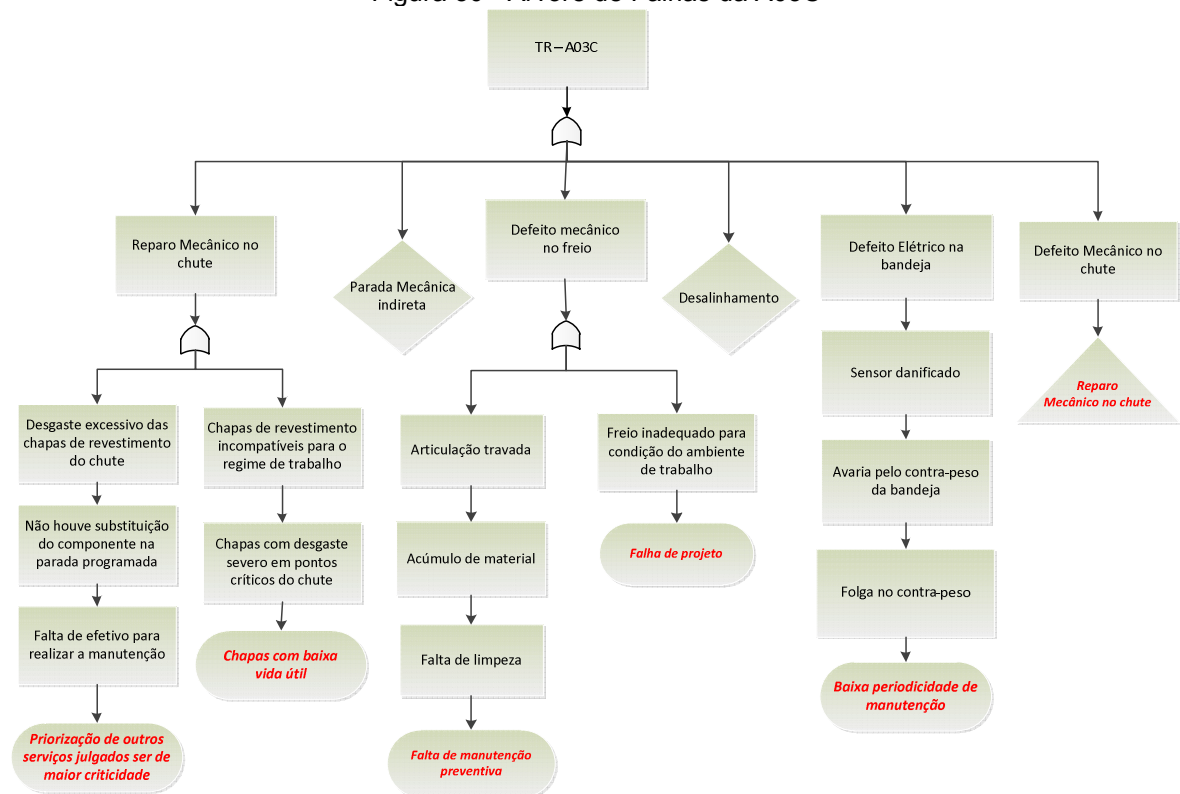 TR–A03C
Reparo Mecânico no
chute
Parada Mecânica
indireta
Defeito mecânico
no freio
Desalinhamento
Defeito Elétrico na
bandeja
Defeito Mecânico no
chute
Desgaste excessivo das
chapas de revestimento
do chute
Chapas de revestimento
incompatíveis para o
regime de trabalho
Articulação travada
Freio inadequado para
condição do ambiente
de trabalho
Sensor danificado
Reparo
Mecânico no chute
Não houve substituição
do componente na
parada programada
Chapas com desgaste
severo em pontos
críticos do chute
Acúmulo de material
Falha de projeto
Avaria pelo contra-peso
da bandeja
Falta de efetivo para
realizar a manutenção
Chapas com baixa
vida útil
Falta de limpeza
Folga no contra-peso
Priorização de outros
serviços julgados ser de
maior criticidade
Falta de manutenção
preventiva
Baixa periodicidade de
manutenção